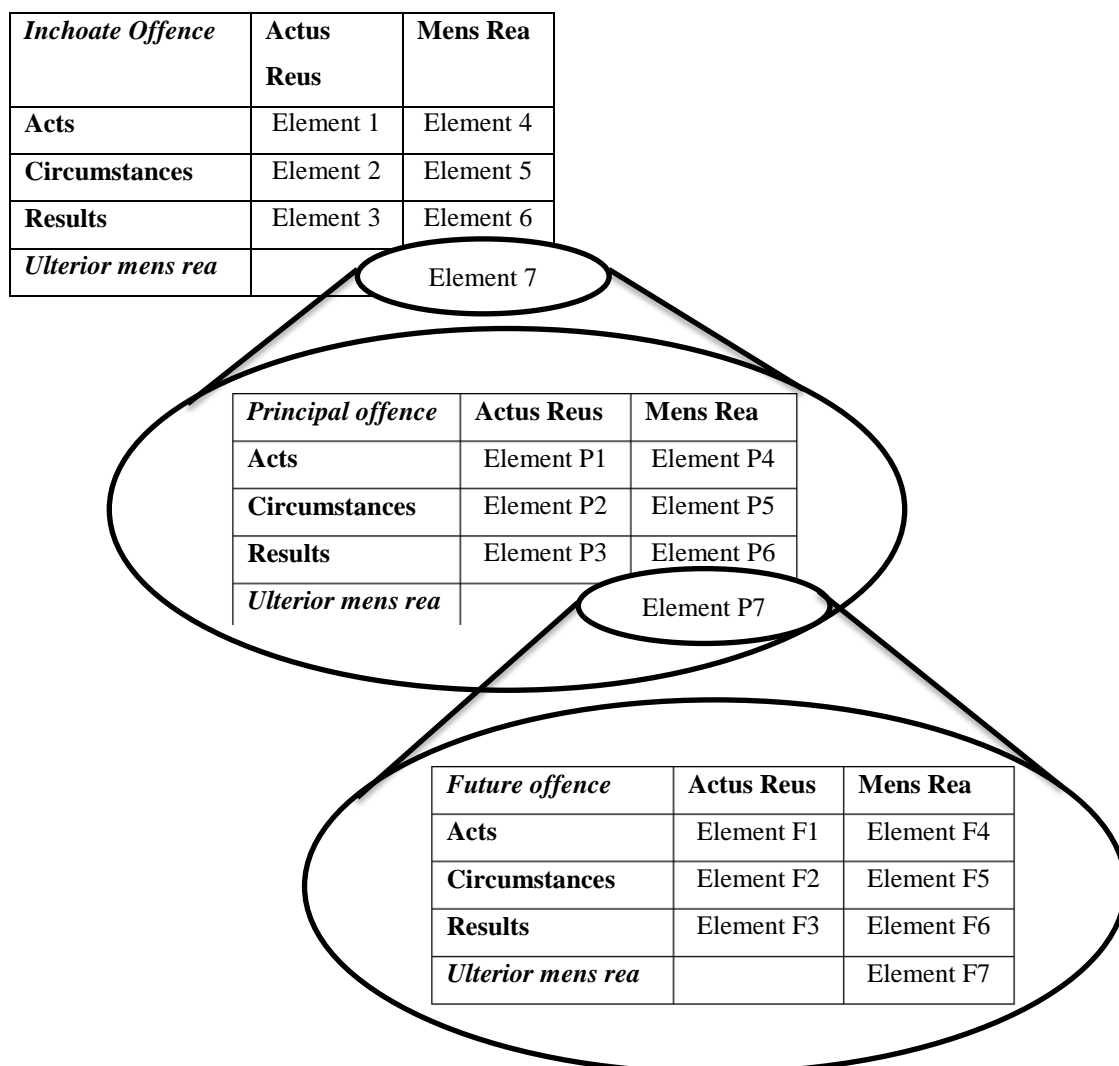 Inchoate Offence Actus Reus Mens Rea
Acts Element 1 Element 4
Circumstances Element 2 Element 5
Results Element 3 Element 6
Ulterior mens rea Element 7
Principal offence Actus Reus Mens Rea
Acts Element P1 Element P4
Circumstances Element P2 Element P5
Results Element P3 Element P6
Ulterior mens rea Element P7
Future offence Actus Reus Mens Rea
Acts Element F1 Element F4
Circumstances Element F2 Element F5
Results Element F3 Element F6
Ulterior mens rea Element F7